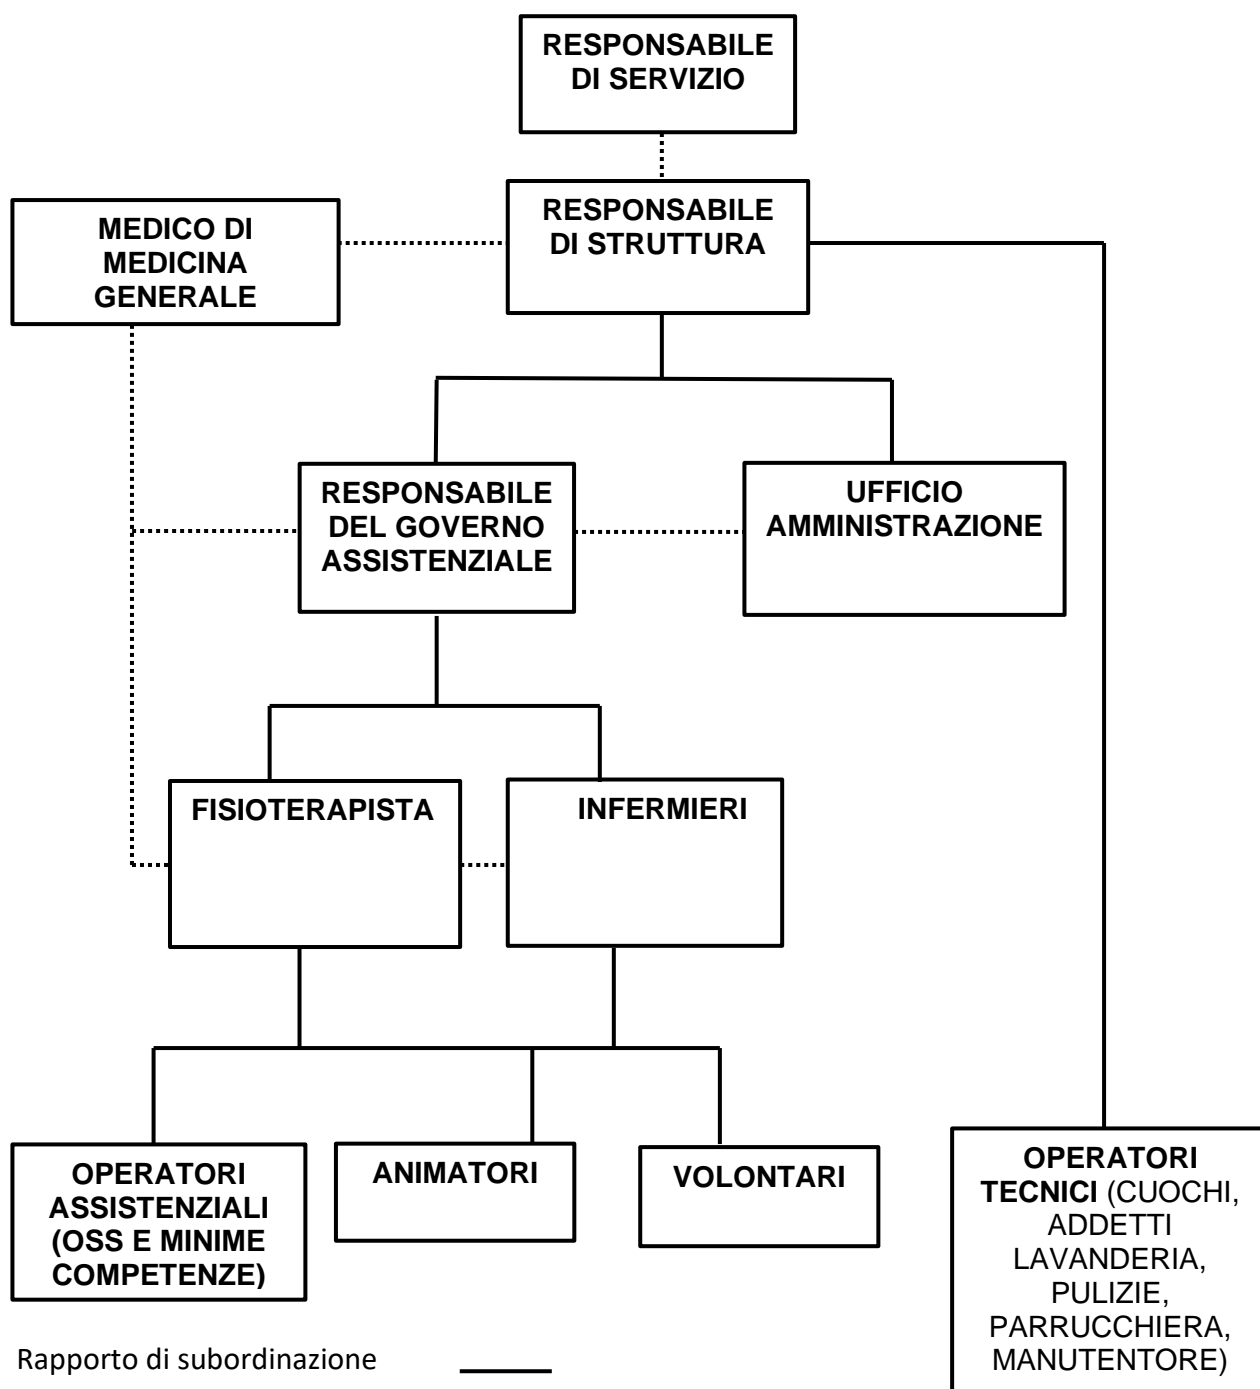 RESPONSABILE
DI SERVIZIO
RESPONSABILE
DI STRUTTURA
MEDICO DI
MEDICINA
GENERALE
RESPONSABILE
DEL GOVERNO
ASSISTENZIALE
UFFICIO
AMMINISTRAZIONE
FISIOTERAPISTA
INFERMIERI
OPERATORI
ASSISTENZIALI
(OSS E MINIME
COMPETENZE)
ANIMATORI
VOLONTARI
OPERATORI
TECNICI (CUOCHI,
ADDETTI
LAVANDERIA,
PULIZIE,
PARRUCCHIERA,
MANUTENTORE)
Rapporto di subordinazione